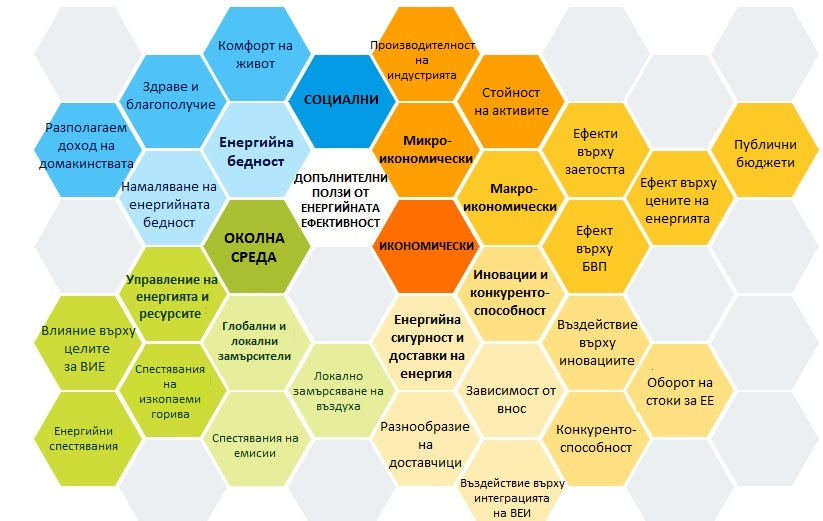 Комфорт на
живот
Производителност
на
индустрията
Здраве и
благополучие
СОЦИАЛНИ
Стойност
на активите
Разполагаем
доход на
домакинствата
Енергийна
бедност
Микро-
икономически
Ефекти
върху
заетостта
Публични
бюджети
Намаляване на
енергийната
бедност
ДОПЪЛНИТЕЛНИ
ПОЛЗИ ОТ
ЕНЕРГИЙНАТА
ЕФЕКТИВНОСТ
Макро-
икономически
Ефект върху
цените на
енергията
ОКОЛНА
СРЕДА
ИКОНОМИЧЕСКИ
Ефект
върху
БВП
Управление на
енергията и
ресурсите
Иновации и
конкуренто-
способност
Влияние върху
целите
за ВИЕ
Глобални и
локални
замърсители
Енергийна
сигурност и
доставки на
енергия
Въздействие
върху
иновациите
Спестявания
на
изкопаеми
горива
Локално
замърсяване на
въздуха
Зависимост от
внос
Оборот на
стоки за ЕЕ
Енергийни
спестявания
Спестявания на
емисии
Разнообразие
на
доставчици
Конкуренто-
способност
Въздействие върху
интеграцията
на ВЕИ